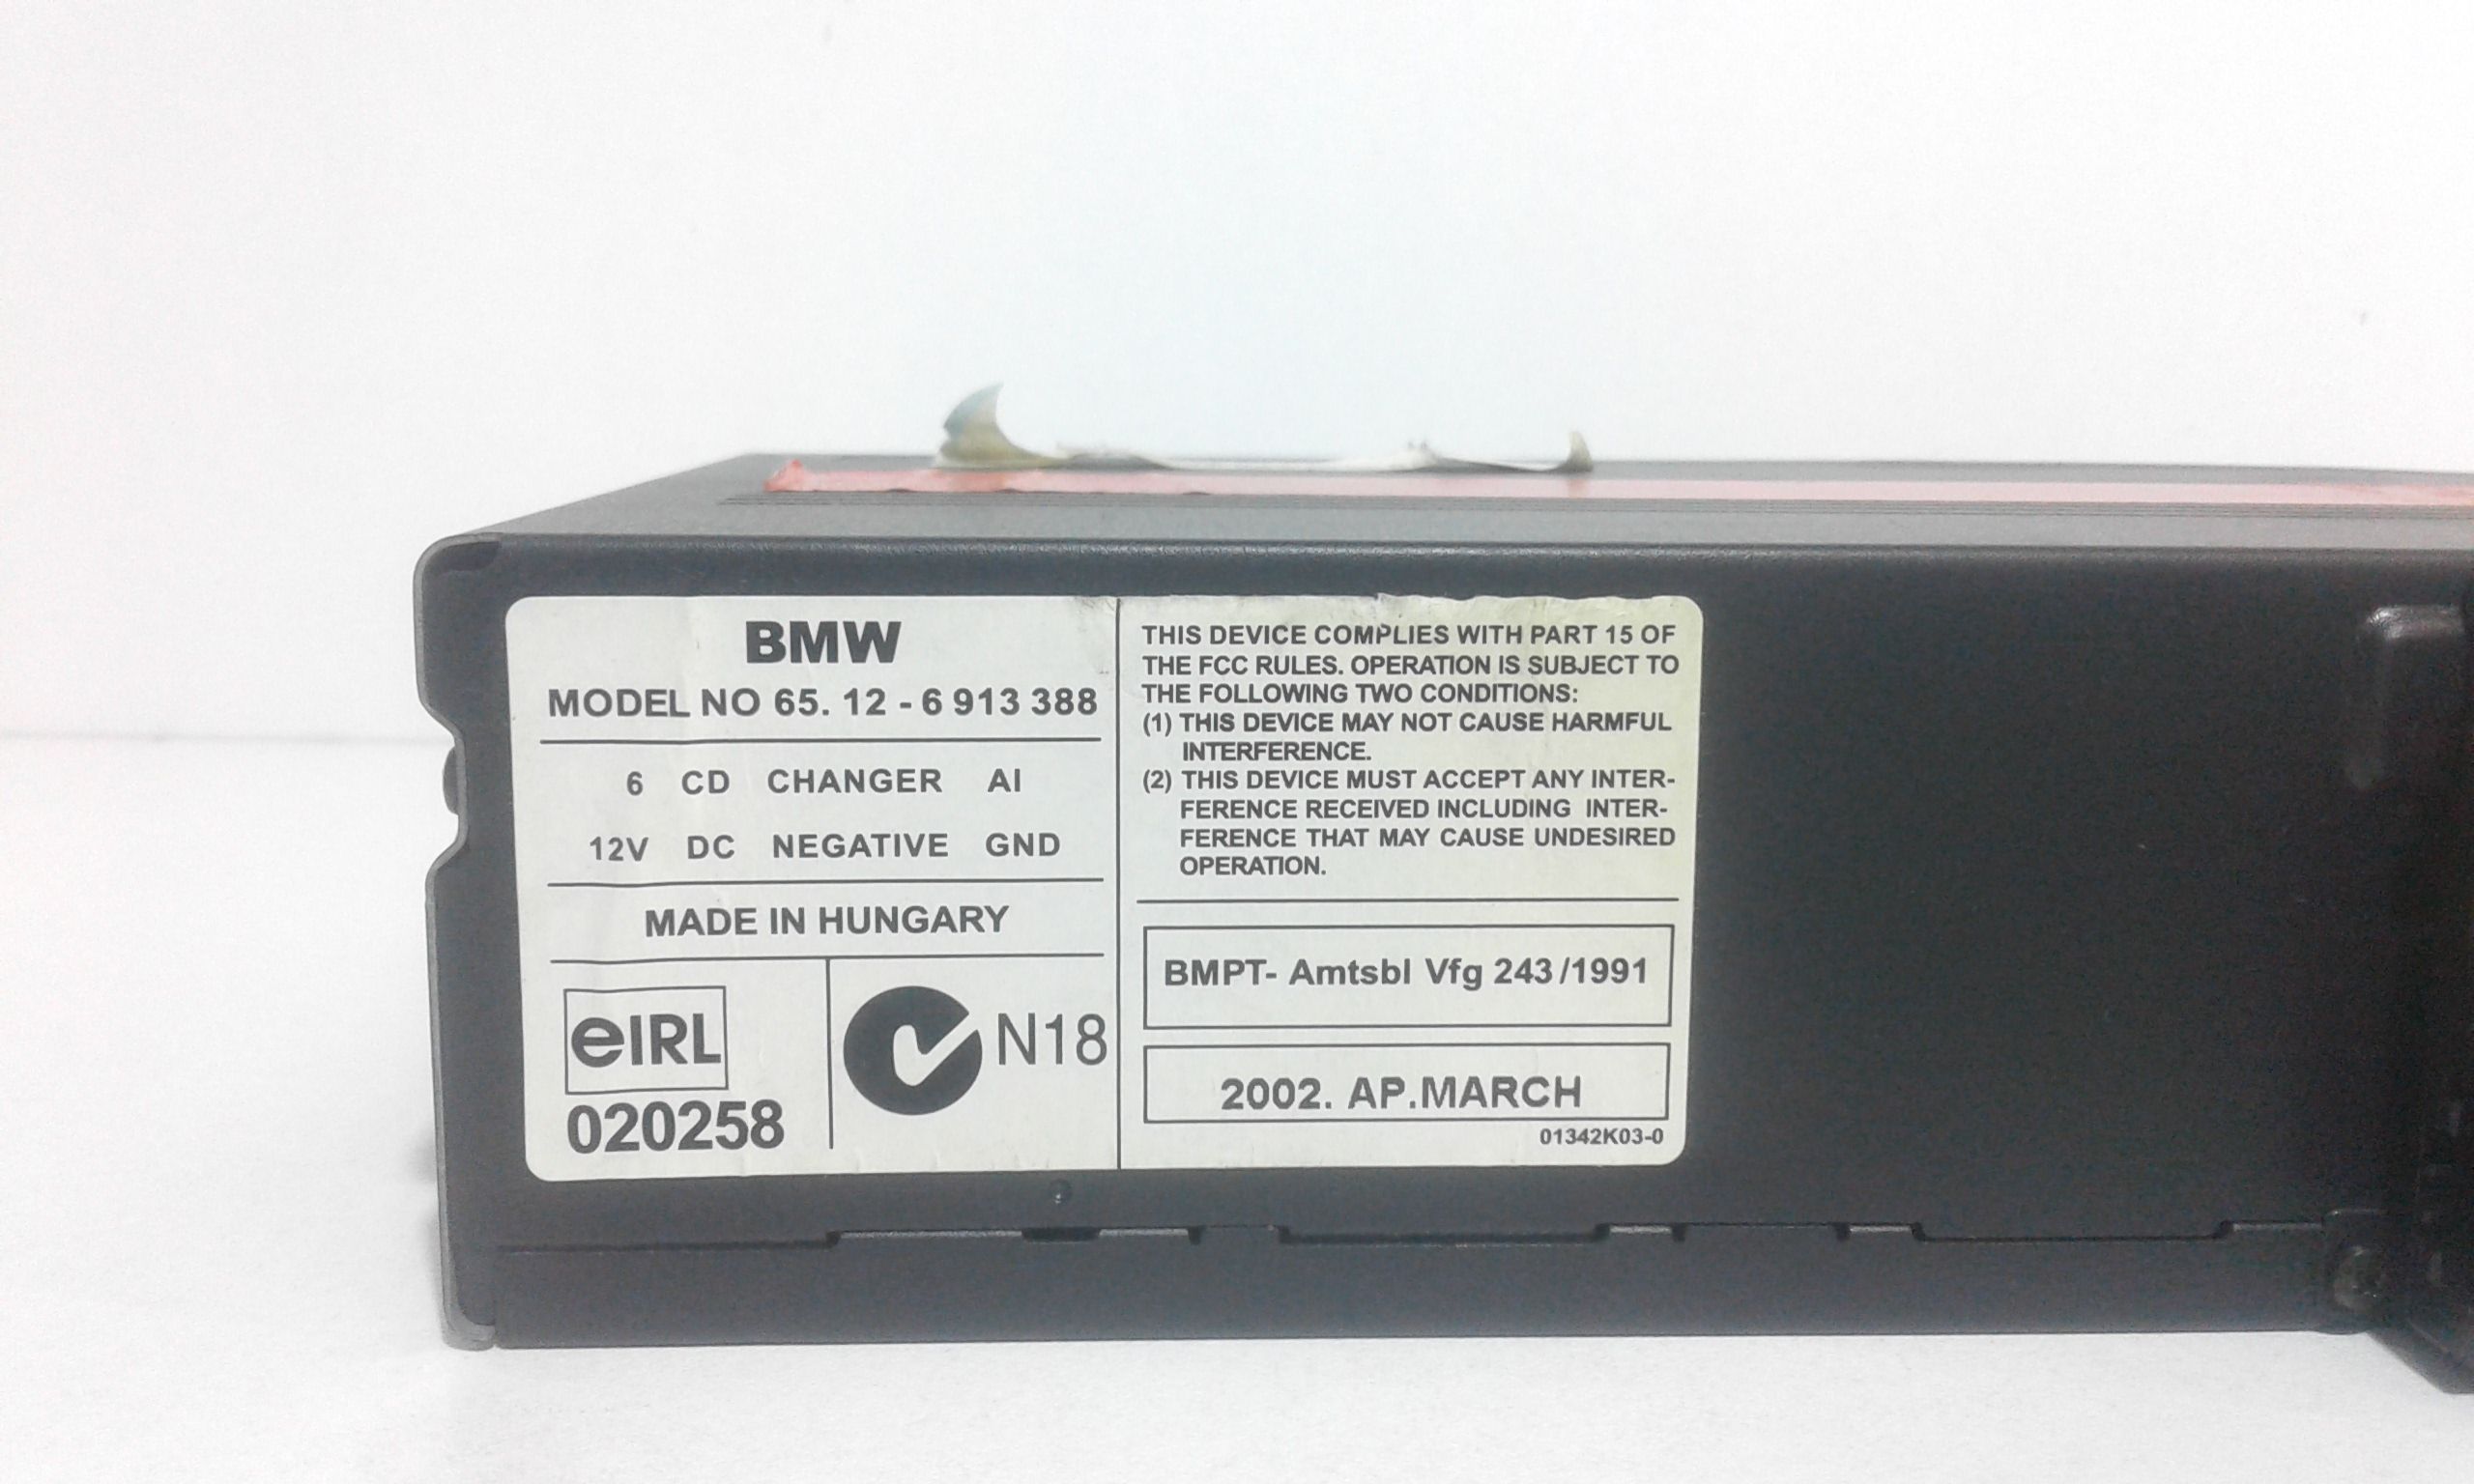 BMW
MODEL NO 65. 12 - 6 913 388
6 CD CHANGER AI
12V DC NEGATIVE GND
MADE IN HUNGARY
eIRL
020258
N18
THIS DEVICE COMPLIES WITH PART 15 OF
THE FCC RULES. OPERATION IS SUBJECT TO
THE FOLLOWING TWO CONDITIONS:
(1) THIS DEVICE MAY NOT CAUSE HARMFUL
INTERFERENCE.
(2) THIS DEVICE MUST ACCEPT ANY INTER-
FERENCE RECEIVED INCLUDING INTER-
FERENCE THAT MAY CAUSE UNDESIRED
OPERATION.
BMPT- Amtsbl Vfg 243/1991
2002. AP.MARCH
01342K03-0